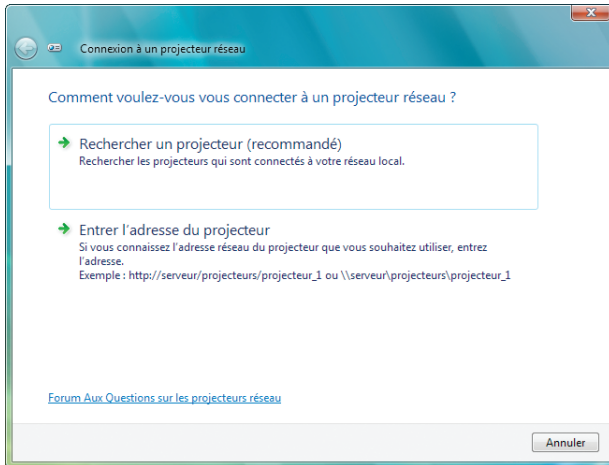 Connexion à un projecteur réseau
Comment voulez-vous vous connecter à un projecteur réseau ?
Rechercher un projecteur (recommandé)
Rechercher les projecteurs qui sont connectés à votre réseau local.
Entrer l'adresse du projecteur
Si vous connaissez l'adresse réseau du projecteur que vous souhaitez utiliser, entrez
l'adresse.
Exemple : http://serveur/projecteurs/projecteur_1 ou \\serveur\projecteurs\projecteur_1
Forum Aux Questions sur les projecteurs réseau
Annuler